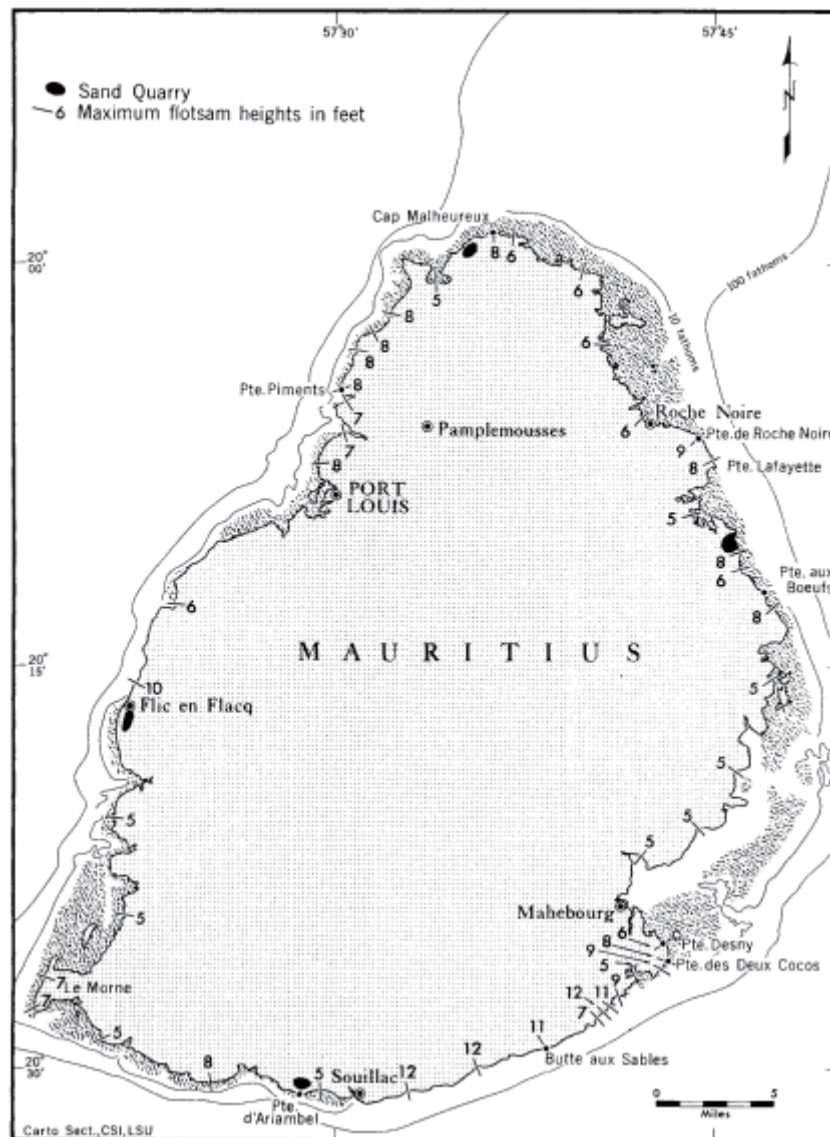 57°30'
57°45'
Sand Quarry
6 Maximum flotsam heights in feet
N
Cap Malheureux
20°
00'
8
6
5
6
100 fathoms
8
10 fathoms
8
6
8
Pte. Piments
8
7
Roche Noire
6
Pamplemousses
Pte. de Roche Noire
9
7
8
8
Pte. Lafayette
PORT
LOUIS
5
8
6
Pte. aux
Boeufs
6
8
MAURITIUS
20°
15'
5
10
Flic en Flacq
5
5
5
5
Mahebourg
6
8
Pte. Desny
9
Pte. des Deux Cocos
5
9
7
Le Morne
12
11
7
7
5
11
Butte aux Sables
12
20°
30'
8
5
Souillac
12
Pte.
d'Ariambel
0
5
Miles
Carto Sect., CSI, LSU